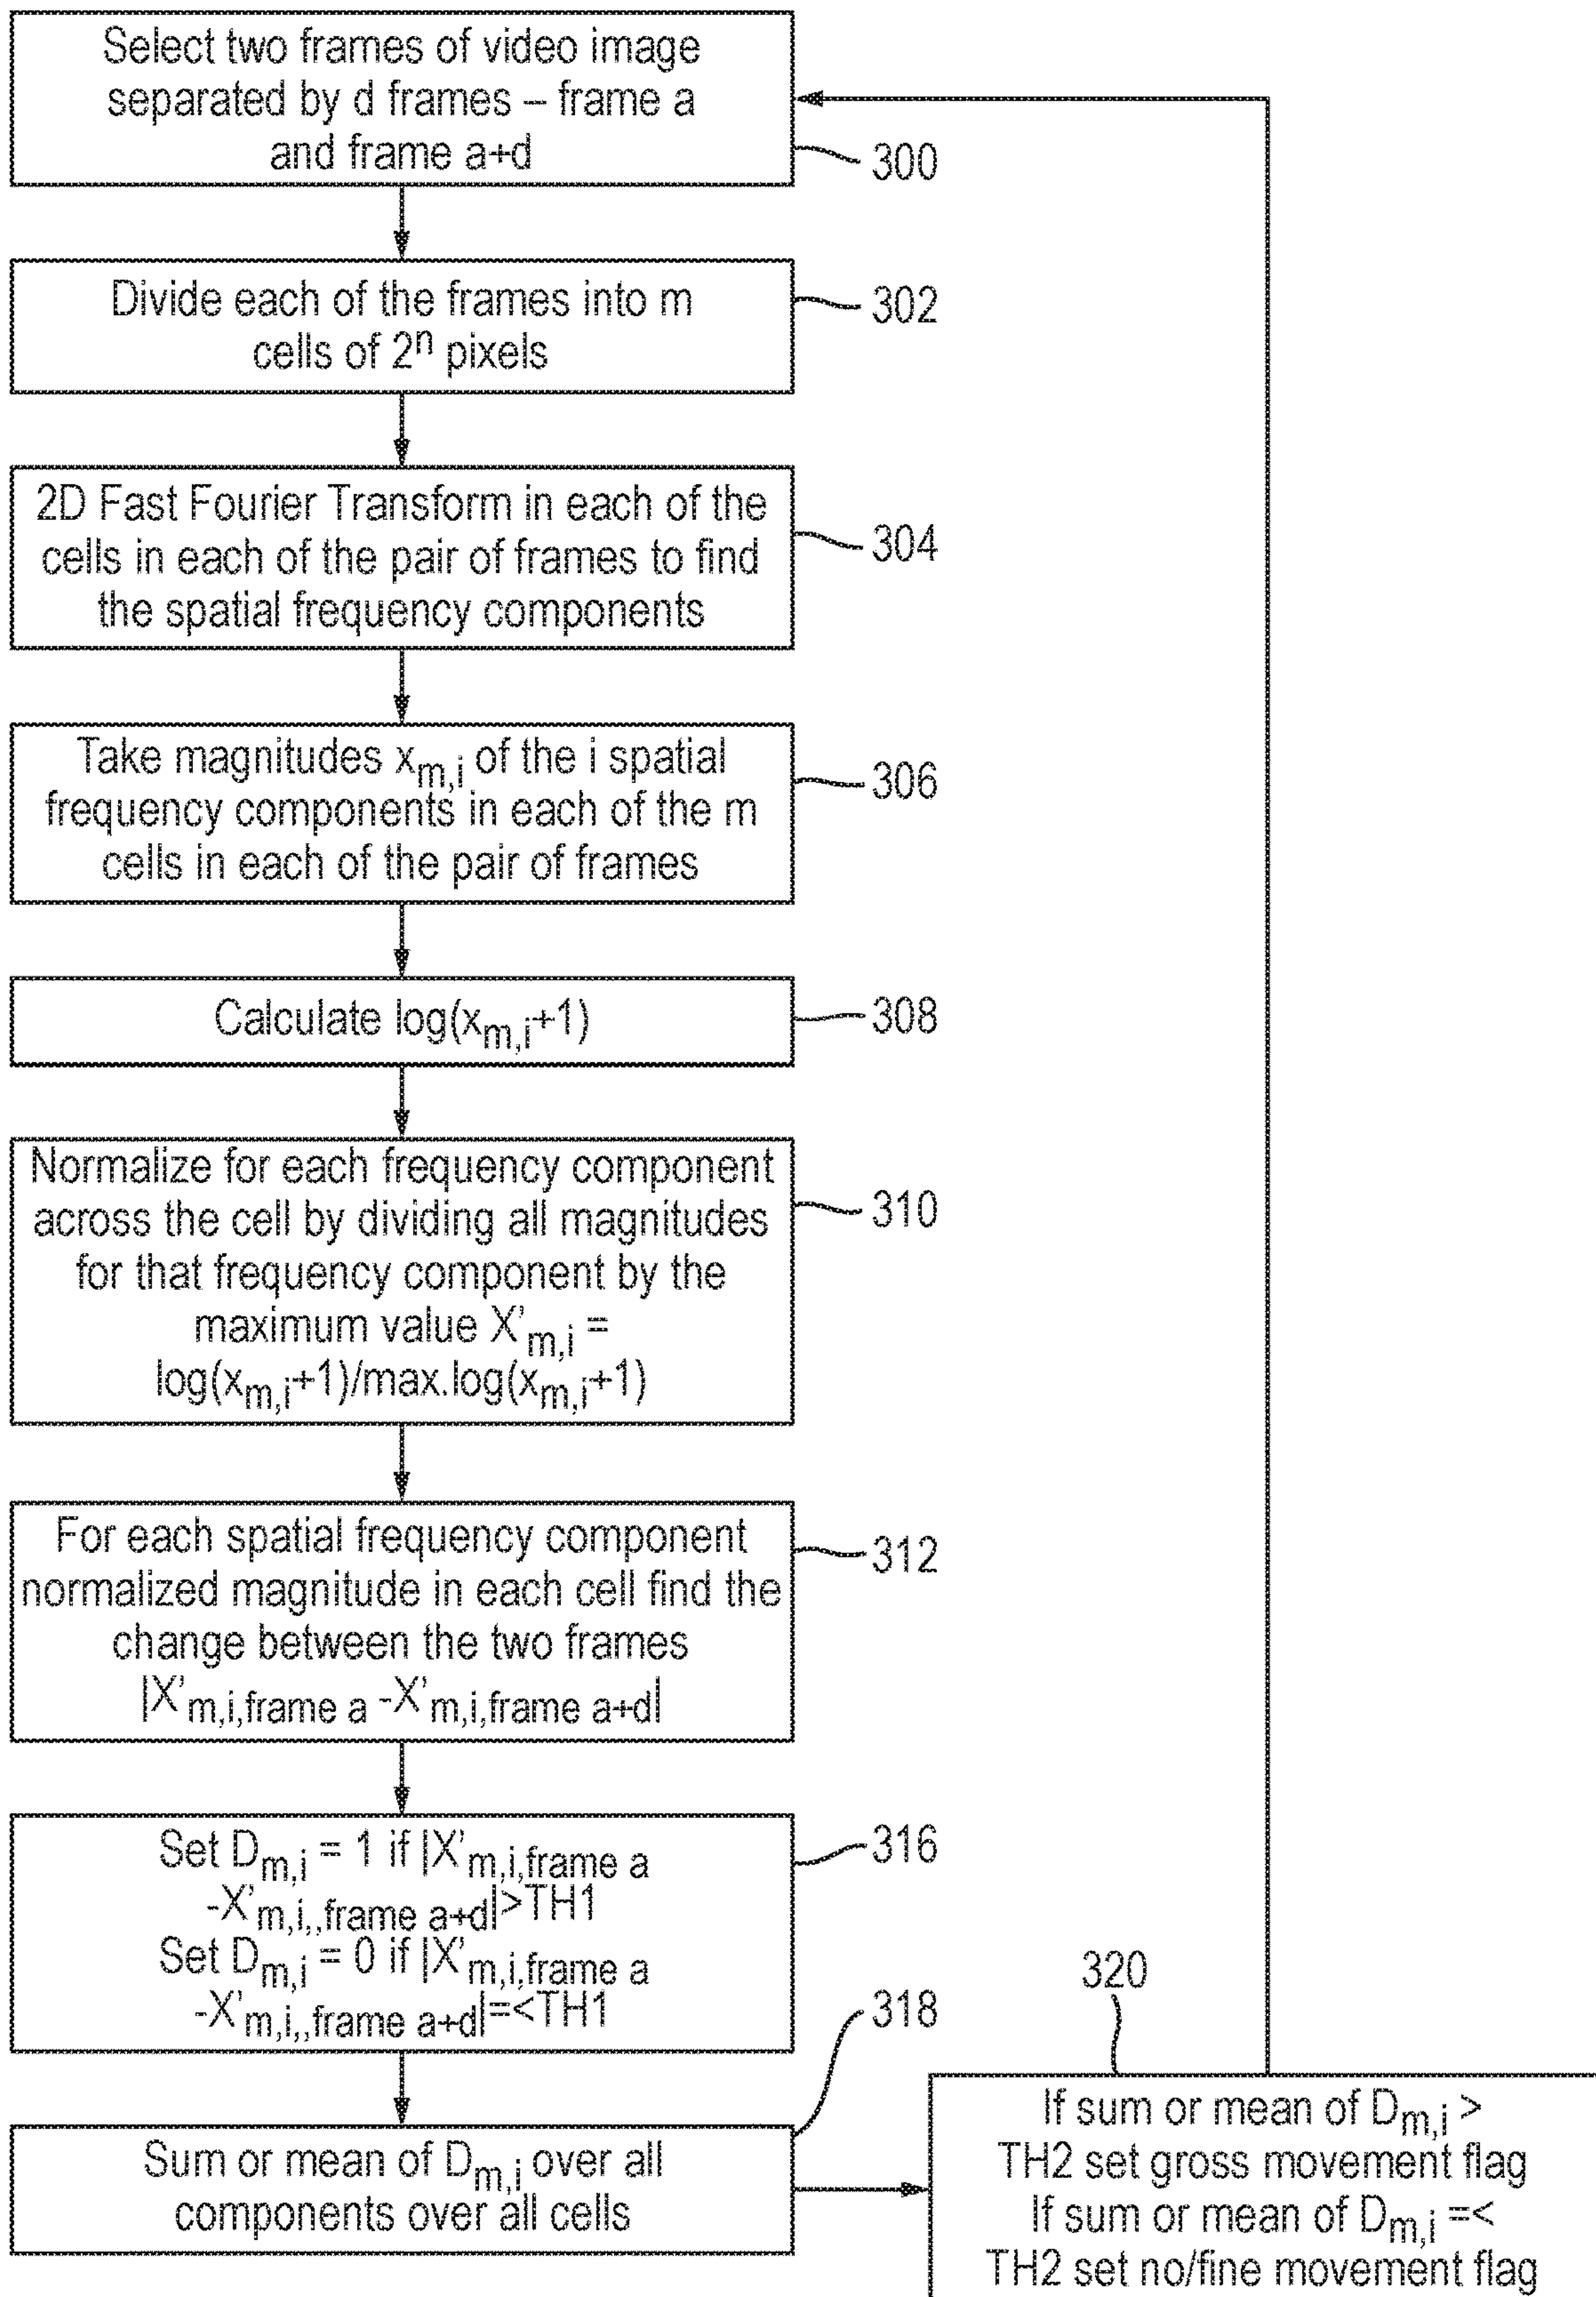 Select two frames of video image
separated by d frames – frame a
and frame a+d
300
Divide each of the frames into m
cells of 2ⁿ pixels
302
2D Fast Fourier Transform in each of the
cells in each of the pair of frames to find
the spatial frequency components
304
Take magnitudes xm,i of the i spatial
frequency components in each of the m
cells in each of the pair of frames
306
Calculate log(xm,i+1)
308
Normalize for each frequency component
across the cell by dividing all magnitudes
for that frequency component by the
maximum value X'm,i =
log(xm,i+1)/max.log(xm,i+1)
310
For each spatial frequency component
normalized magnitude in each cell find the
change between the two frames
|X'm,i,frame a -X'm,i,frame a+d|
312
Set Dm,i = 1 if |X'm,i,frame a
-X'm,i,,frame a+d|>TH1
Set Dm,i = 0 if |X'm,i,frame a
-X'm,i,,frame a+d|=<TH1
316
Sum or mean of Dm,i over all
components over all cells
318
320
If sum or mean of Dm,i >
TH2 set gross movement flag
If sum or mean of Dm,i =<
TH2 set no/fine movement flag